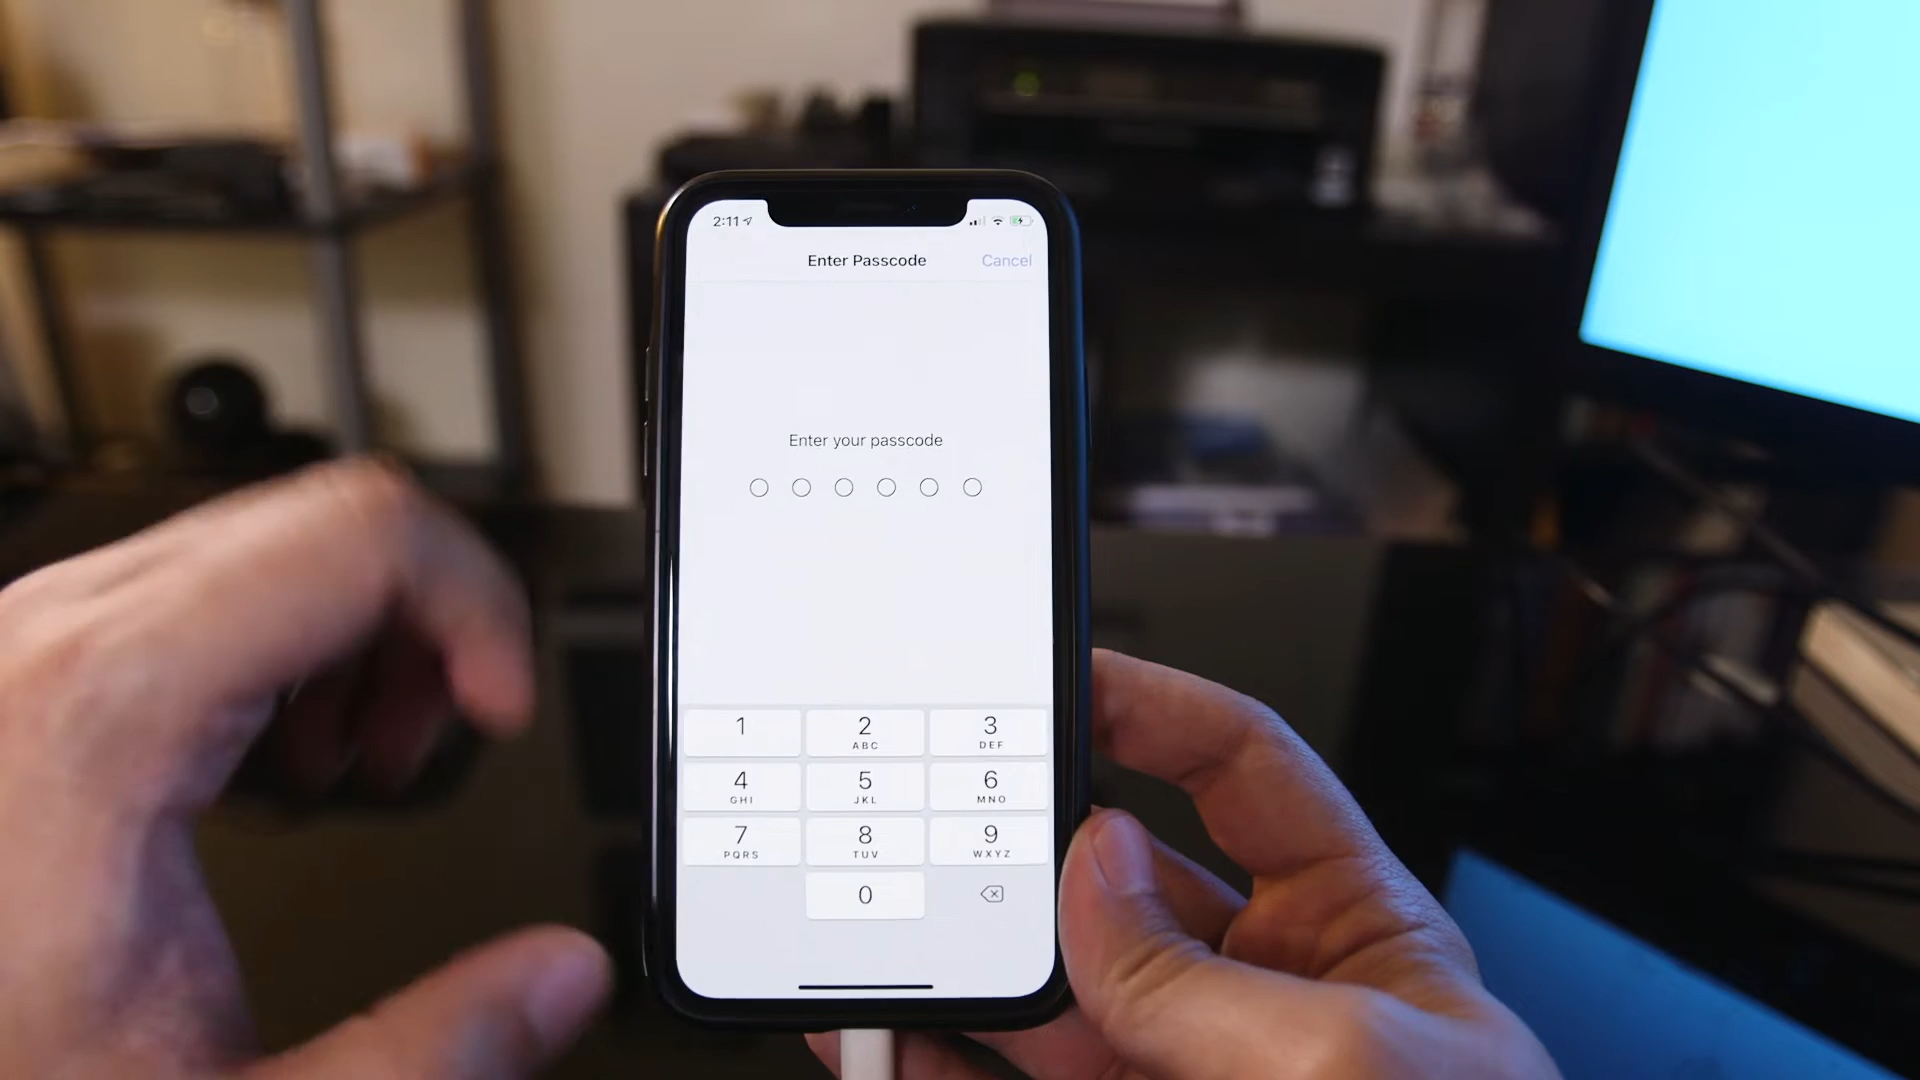 2:11
Enter Passcode Cancel
Enter your passcode
1 2 3
ABC DEF
4 5 6
GHI JKL MNO
7 8 9
PQRS TUV WXYZ
0